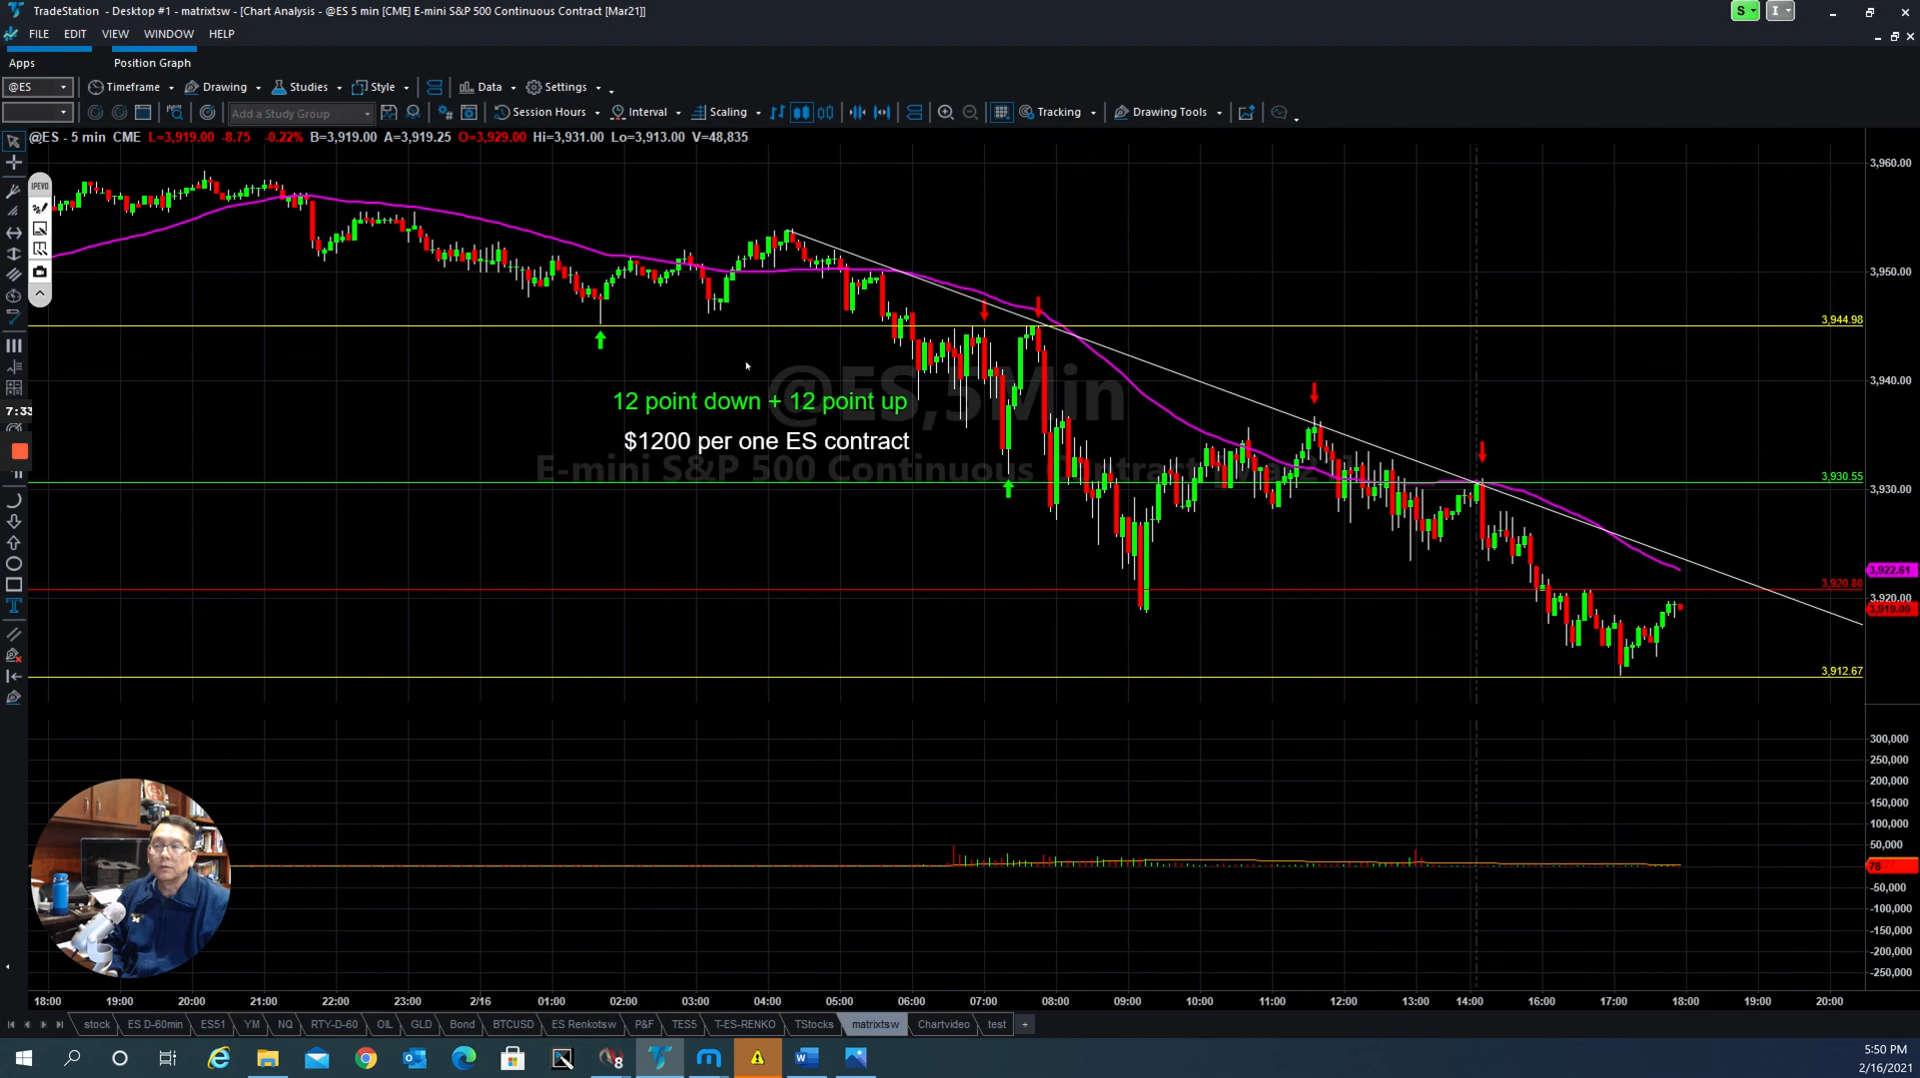 TradeStation - Desktop #1 - matrixtsw - [Chart Analysis - @ES 5 min [CME] E-mini S&P 500 Continuous Contract [Mar21]]
S
I
FILE EDIT VIEW WINDOW HELP
Apps Position Graph
@ES Timeframe Drawing Studies Style Data Settings
Add a Study Group Session Hours Interval Scaling Tracking Drawing Tools
@ES - 5 min CME L=3,919.00 -8.75 -0.22% B=3,919.00 A=3,919.25 O=3,929.00 Hi=3,931.00 Lo=3,913.00 V=48,835
3,960.00
IPEVO
3,950.00
3,944.98
@ES,5Min
3,940.00
12 point down + 12 point up
7:33
$1200 per one ES contract
E-mini S&P 500 Continuous Contract
3,930.55
3,930.00
3,922.61
3,920.80
3,920.00
3,919.00
3,912.67
300,000
250,000
200,000
150,000
100,000
50,000
78
-50,000
-100,000
-150,000
-200,000
-250,000
18:00 19:00 20:00 21:00 22:00 23:00 2/16 01:00 02:00 03:00 04:00 05:00 06:00 07:00 08:00 09:00 10:00 11:00 12:00 13:00 14:00 16:00 17:00 18:00 19:00 20:00
stock ES D-60min ES51 YM NQ RTY-D-60 OIL GLD Bond BTCUSD ES Renkotsw P&F TES5 T-ES-RENKO TStocks matrixtsw Chartvideo test +
5:50 PM
2/16/2021